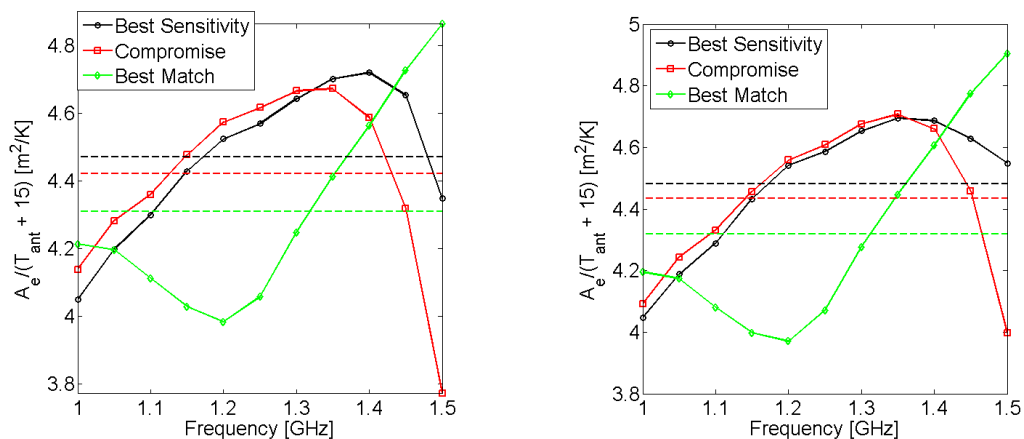 4.8
4.6
4.4
4.2
4
3.8
A_e/(T_ant + 15) [m^2/K]
Best Sensitivity
Compromise
Best Match
1 1.1 1.2 1.3 1.4 1.5
Frequency [GHz]
5
4.8
4.6
4.4
4.2
4
3.8
A_e/(T_ant + 15) [m^2/K]
Best Sensitivity
Compromise
Best Match
1 1.1 1.2 1.3 1.4 1.5
Frequency [GHz]